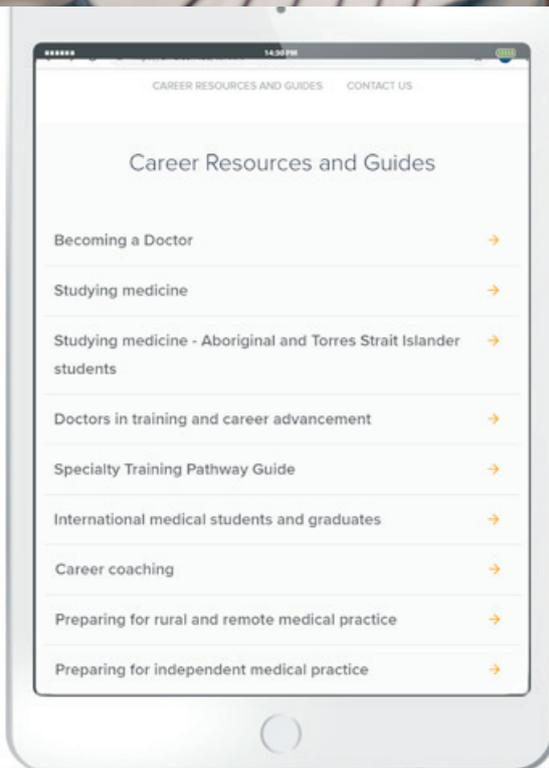 14:30 PM
CAREER RESOURCES AND GUIDES CONTACT US
Career Resources and Guides
Becoming a Doctor
Studying medicine
Studying medicine - Aboriginal and Torres Strait Islander
students
Doctors in training and career advancement
Specialty Training Pathway Guide
International medical students and graduates
Career coaching
Preparing for rural and remote medical practice
Preparing for independent medical practice